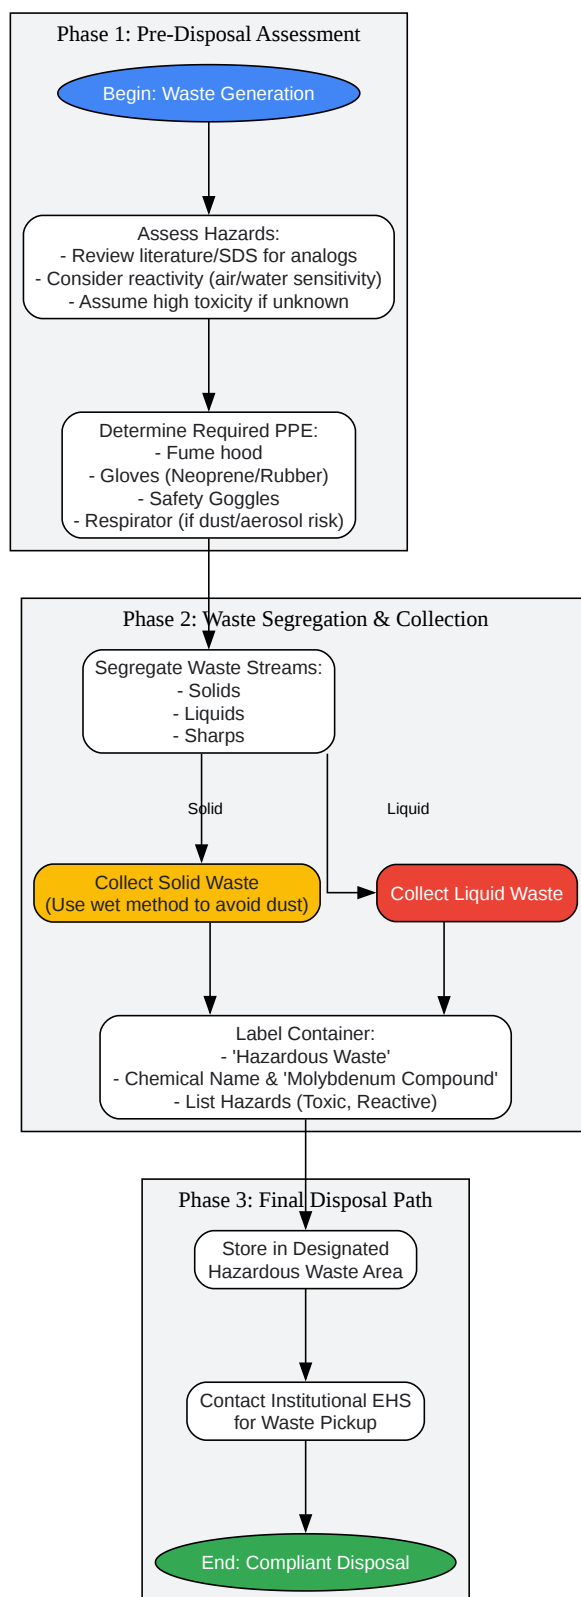 Phase 1: Pre-Disposal Assessment
Begin: Waste Generation
Assess Hazards:
- Review literature/SDS for analogs
- Consider reactivity (air/water sensitivity)
- Assume high toxicity if unknown
Determine Required PPE:
- Fume hood
- Gloves (Neoprene/Rubber)
- Safety Goggles
- Respirator (if dust/aerosol risk)
Phase 2: Waste Segregation & Collection
Segregate Waste Streams:
- Solids
- Liquids
- Sharps
Solid
Liquid
Collect Solid Waste
(Use wet method to avoid dust)
Collect Liquid Waste
Label Container:
- 'Hazardous Waste'
- Chemical Name & 'Molybdenum Compound'
- List Hazards (Toxic, Reactive)
Phase 3: Final Disposal Path
Store in Designated
Hazardous Waste Area
Contact Institutional EHS
for Waste Pickup
End: Compliant Disposal